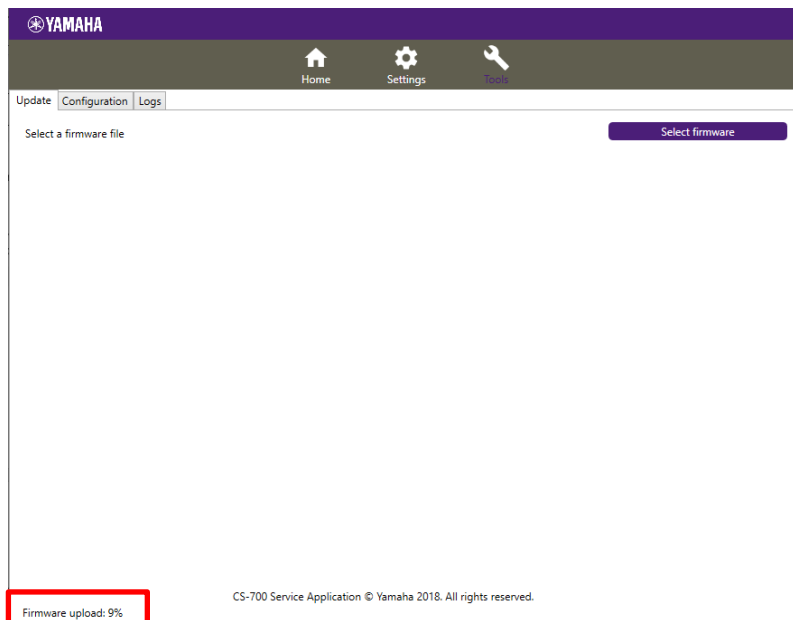 YAMAHA
Home Settings Tools
Update Configuration Logs
Select a firmware file Select firmware
CS-700 Service Application © Yamaha 2018. All rights reserved.
Firmware upload: 9%